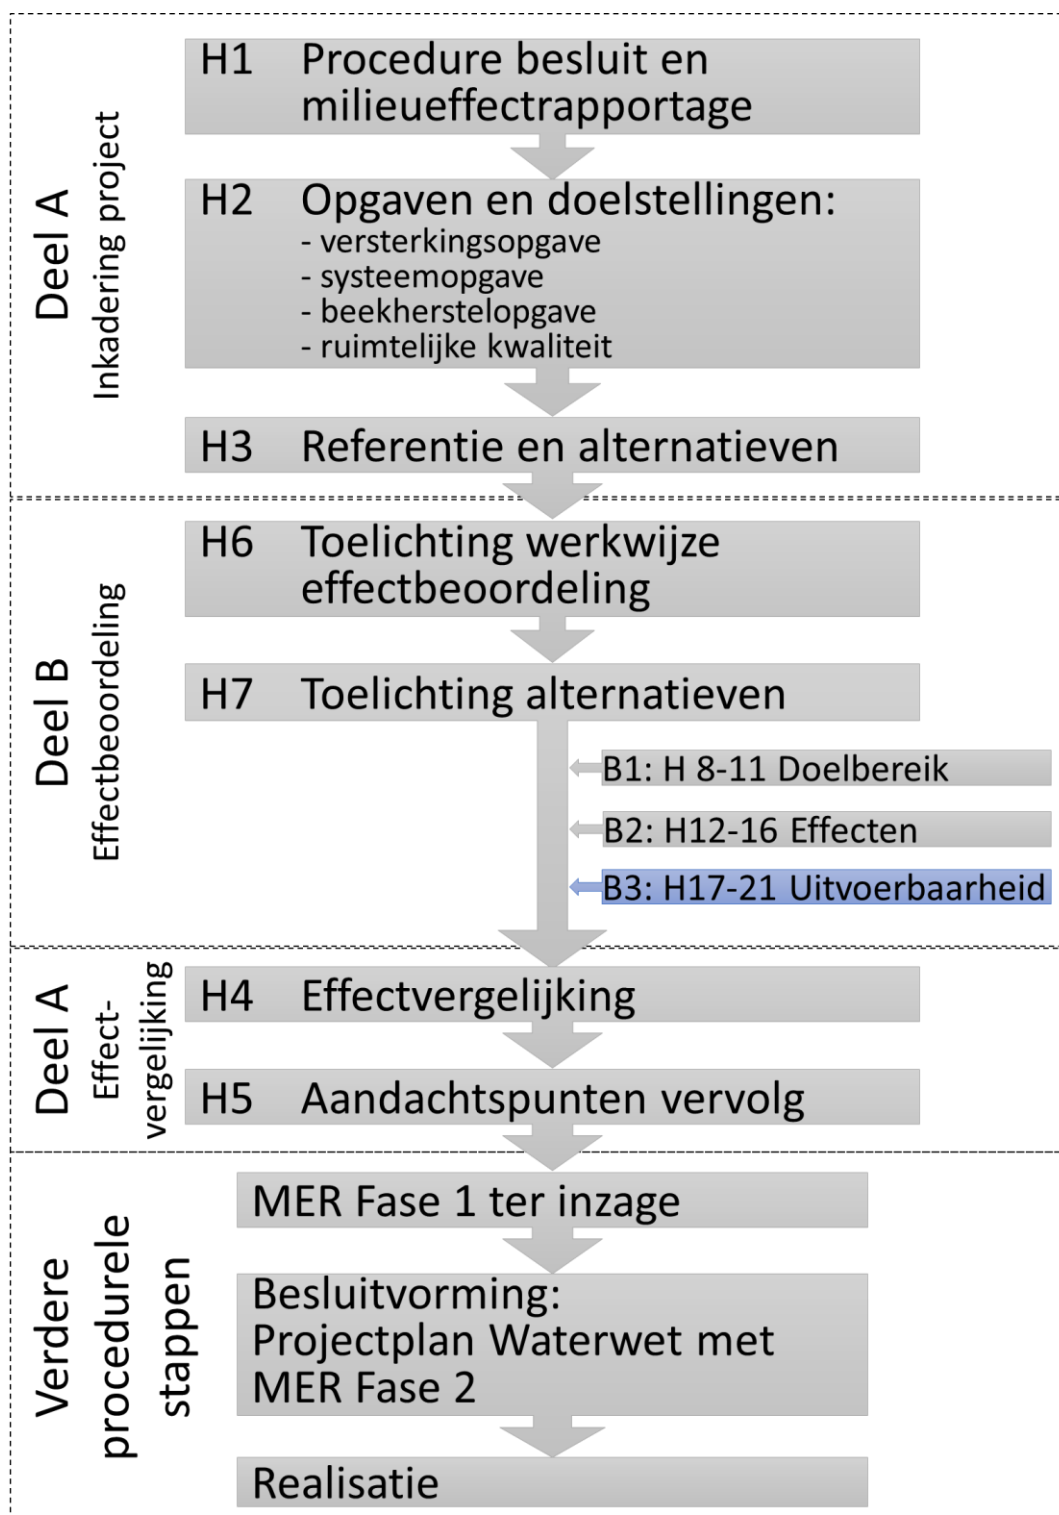 Deel A
Inkadering project
H1 Procedure besluit en
milieueffectrapportage
H2 Opgaven en doelstellingen:
- versterkingsopgave
- systeemopgave
- beekherstelopgave
- ruimtelijke kwaliteit
H3 Referentie en alternatieven
Deel B
Effectbeoordeling
H6 Toelichting werkwijze
effectbeoordeling
H7 Toelichting alternatieven
B1: H 8-11 Doelbereik
B2: H12-16 Effecten
B3: H17-21 Uitvoerbaarheid
Deel A
Effect-
vergelijking
H4 Effectvergelijking
H5 Aandachtspunten vervolg
Verdere
procedurele
stappen
MER Fase 1 ter inzage
Besluitvorming:
Projectplan Waterwet met
MER Fase 2
Realisatie